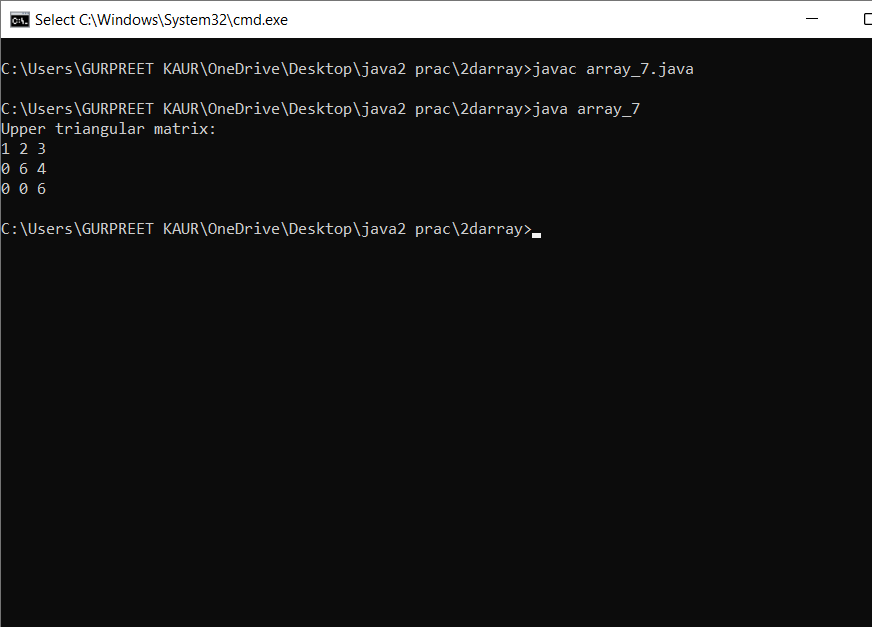 Select C:\Windows\System32\cmd.exe
C:\Users\GURPREET KAUR\OneDrive\Desktop\java2 prac\2darray>javac array_7.java
C:\Users\GURPREET KAUR\OneDrive\Desktop\java2 prac\2darray>java array_7
Upper triangular matrix:
1 2 3
0 6 4
0 0 6
C:\Users\GURPREET KAUR\OneDrive\Desktop\java2 prac\2darray>